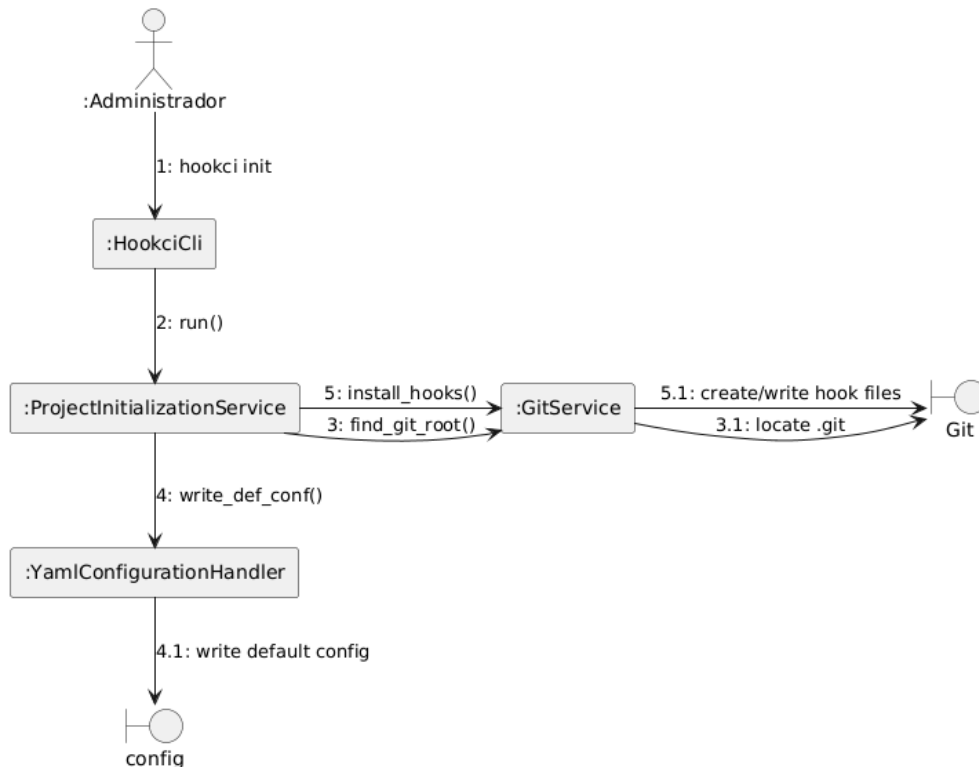 :Administrador
1: hookci init
:HookciCli
2: run()
:ProjectInitializationService
5: install_hooks()
3: find_git_root()
:GitService
5.1: create/write hook files
3.1: locate .git
Git
4: write_def_conf()
:YamlConfigurationHandler
4.1: write default config
config